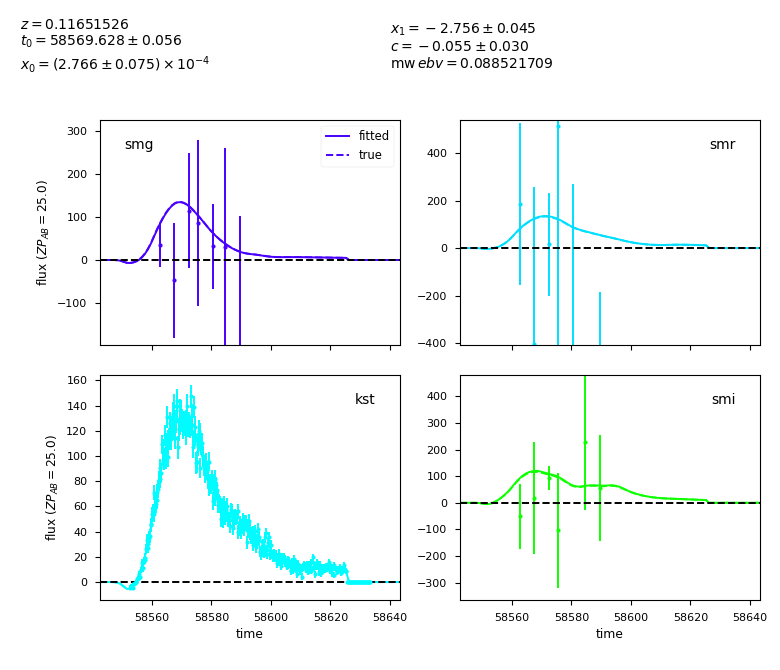 z = 0.11651526
t₀ = 58569.628 ± 0.056
x₀ = (2.766 ± 0.075) × 10⁻⁴
x₁ = −2.756 ± 0.045
c = −0.055 ± 0.030
mw ebv = 0.088521709
smg
fitted
true
300
200
100
0
−100
flux (ZP_AB = 25.0)
smr
400
200
0
−200
−400
kst
160
140
120
100
80
60
40
20
0
flux (ZP_AB = 25.0)
58560 58580 58600 58620 58640
time
smi
400
300
200
100
0
−100
−200
−300
58560 58580 58600 58620 58640
time